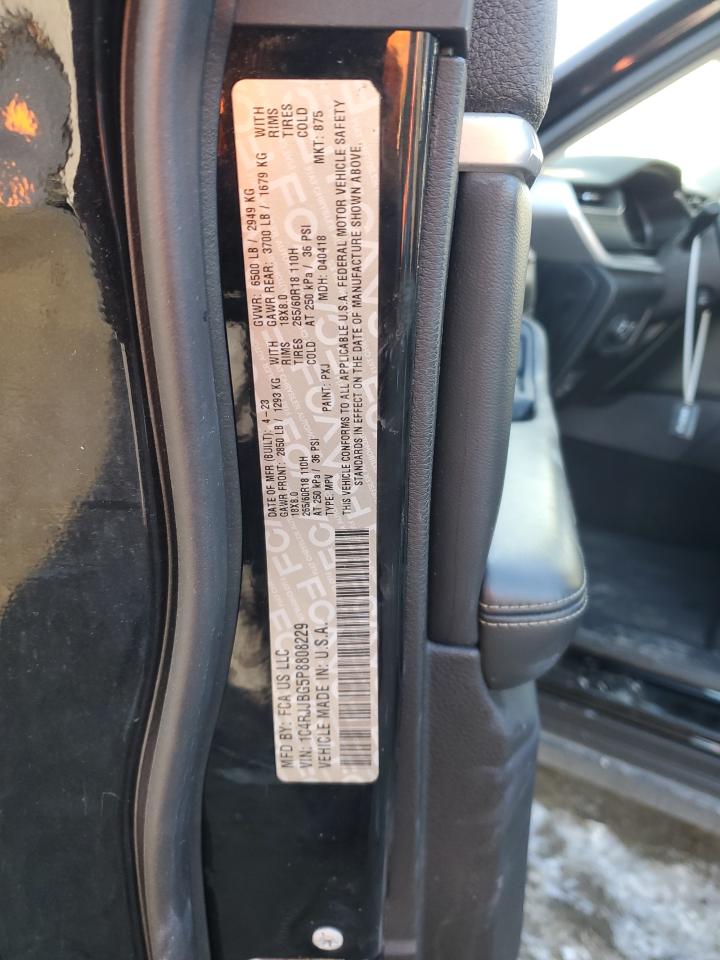 MFD BY: FCA US LLC
DATE OF MFR (BUILT): 4-23
GVWR: 6500 LB / 2949 KG
VIN: 1C4RJJBG5P8808229
GAWR FRONT: 2850 LB / 1293 KG WITH
GAWR REAR: 3700 LB / 1679 KG WITH
VEHICLE MADE IN: U.S.A.
18X8.0 RIMS
18X8.0 RIMS
265/60R18 110H TIRES
265/60R18 110H TIRES
AT 250 kPa / 36 PSI COLD
AT 250 kPa / 36 PSI COLD
TYPE: MPV PAINT: PXJ MDH: 040418 MKT: 875
THIS VEHICLE CONFORMS TO ALL APPLICABLE U.S.A. FEDERAL MOTOR VEHICLE SAFETY
STANDARDS IN EFFECT ON THE DATE OF MANUFACTURE SHOWN ABOVE.